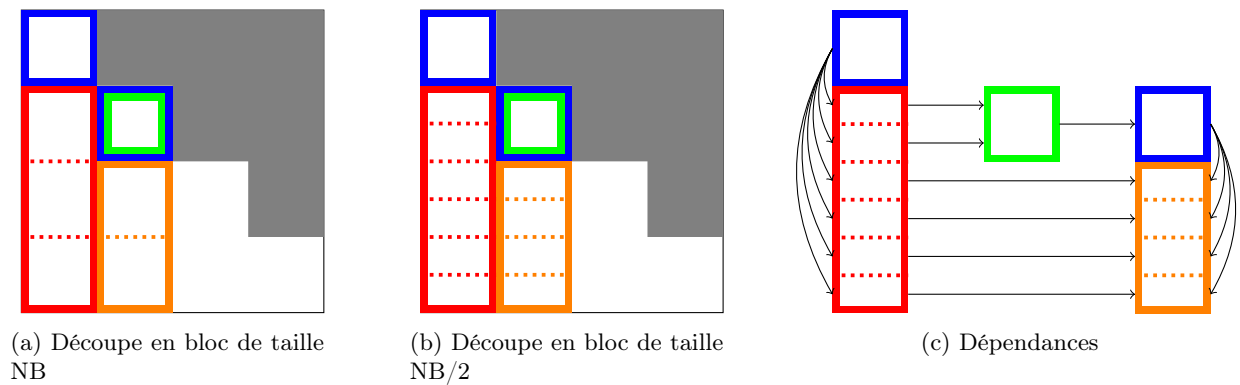 (a) Découpe en bloc de taille
NB
(b) Découpe en bloc de taille
NB/2
(c) Dépendances